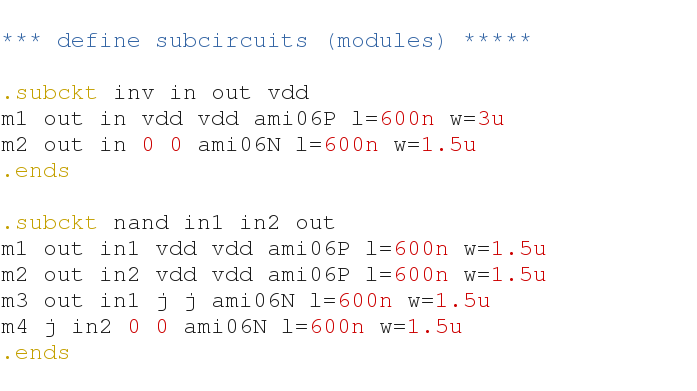 *** define subcircuits (modules) *****
.subckt inv in out vdd
m1 out in vdd vdd ami06P l=600n w=3u
m2 out in 0 0 ami06N l=600n w=1.5u
.ends
.subckt nand in1 in2 out
m1 out in1 vdd vdd ami06P l=600n w=1.5u
m2 out in2 vdd vdd ami06P l=600n w=1.5u
m3 out in1 j j ami06N l=600n w=1.5u
m4 j in2 0 0 ami06N l=600n w=1.5u
.ends